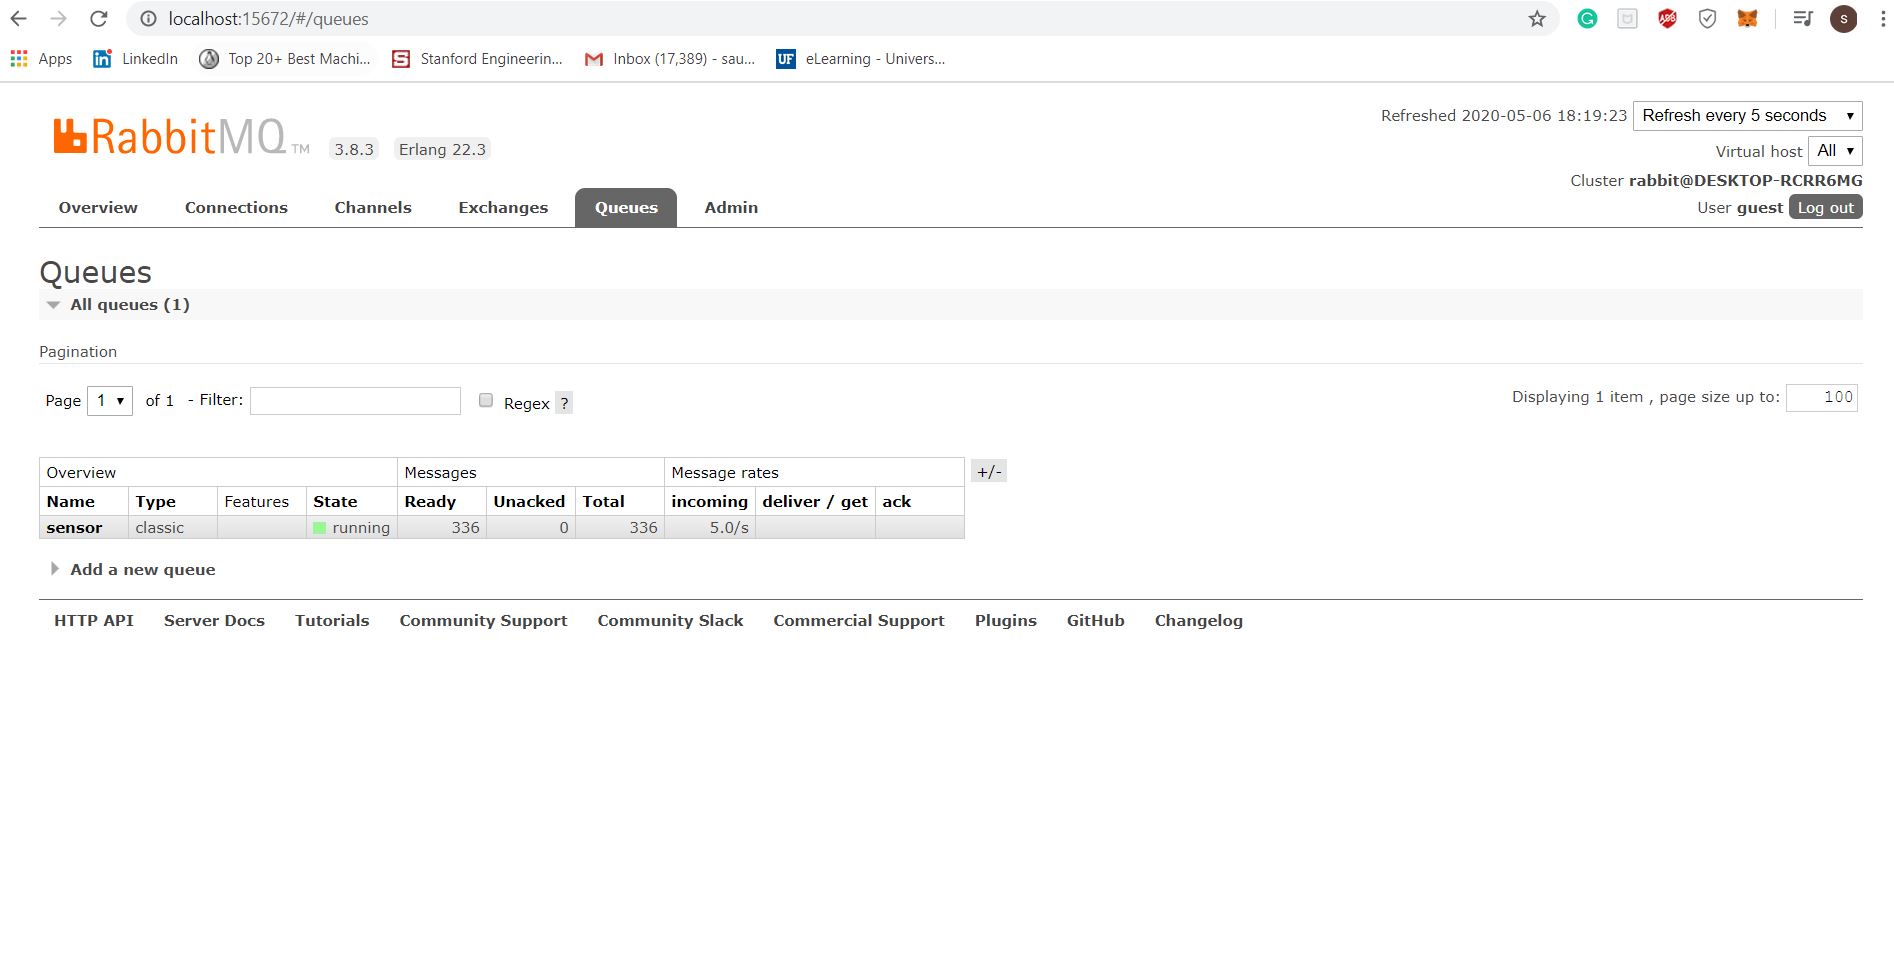 localhost:15672/#/queues
Apps LinkedIn Top 20+ Best Machi... Stanford Engineerin... Inbox (17,389) - sau... UF eLearning - Univers...
RabbitMQ TM 3.8.3 Erlang 22.3
Refreshed 2020-05-06 18:19:23 Refresh every 5 seconds
Virtual host All
Cluster rabbit@DESKTOP-RCRR6MG
User guest Log out
Overview Connections Channels Exchanges Queues Admin
Queues
All queues (1)
Pagination
Page 1 of 1 - Filter: Regex ?
Displaying 1 item , page size up to: 100
Overview Messages Message rates +/-
Name Type Features State Ready Unacked Total incoming deliver / get ack
sensor classic running 336 0 336 5.0/s
Add a new queue
HTTP API Server Docs Tutorials Community Support Community Slack Commercial Support Plugins GitHub Changelog